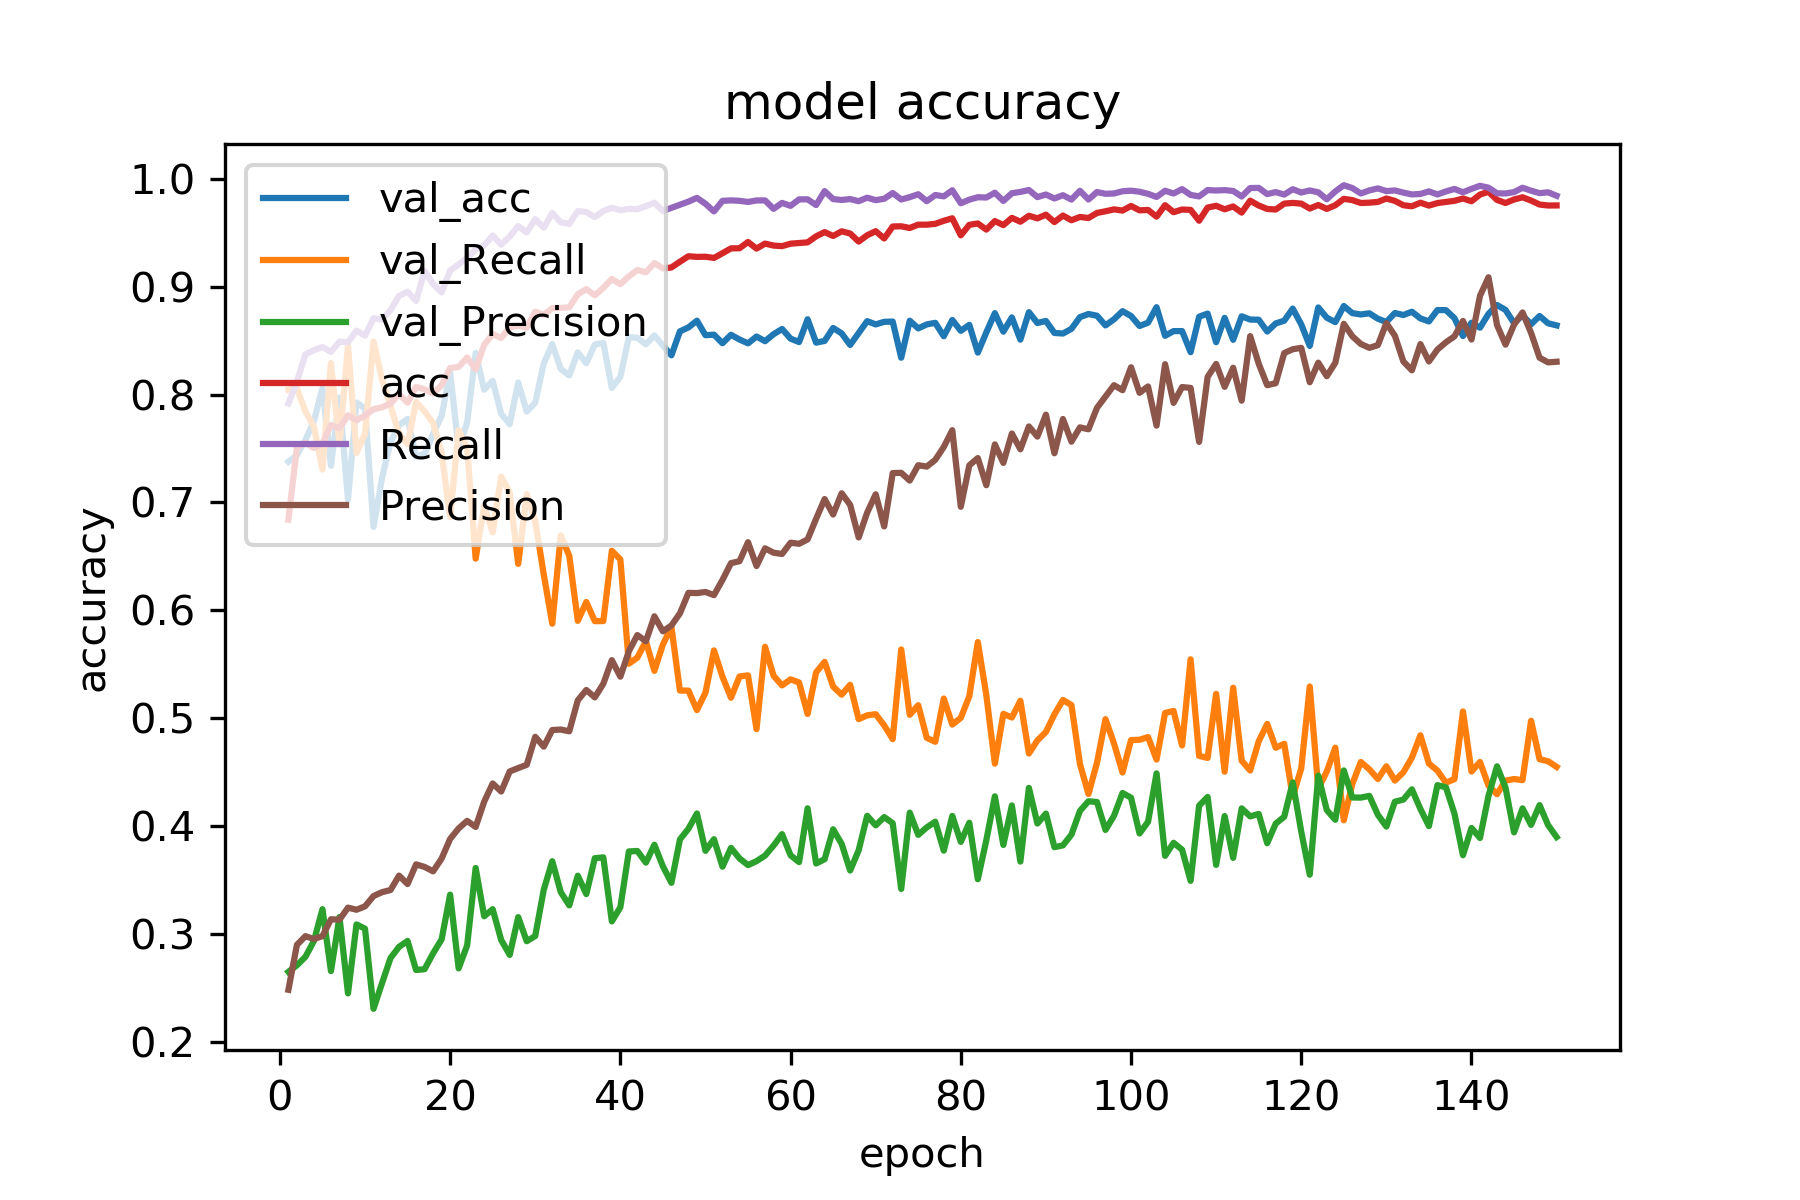 model accuracy
val_acc
val_Recall
val_Precision
acc
Recall
Precision
accuracy
1.0
0.9
0.8
0.7
0.6
0.5
0.4
0.3
0.2
0 20 40 60 80 100 120 140
epoch